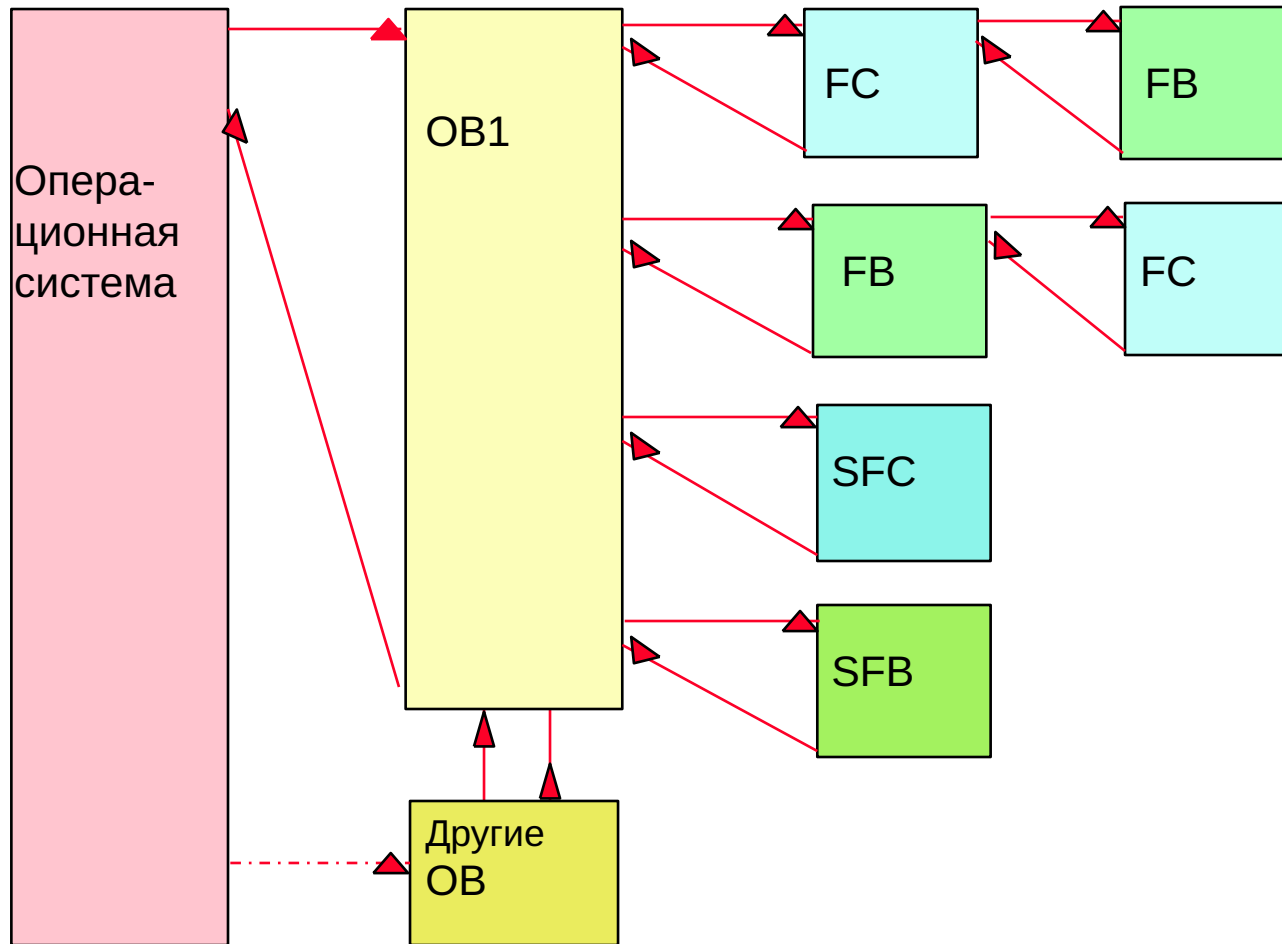 Опера-
ционная
система
OB1
FC
FB
FB
FC
SFC
SFB
Другие
OB